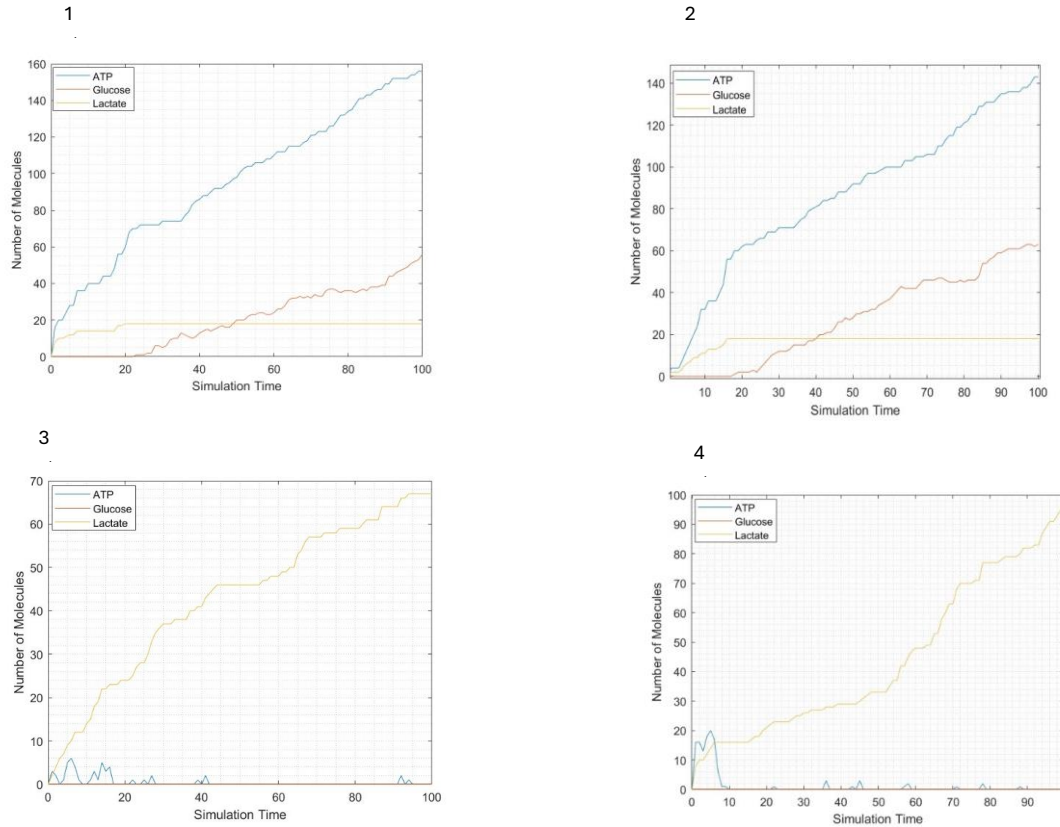 1
2
160
140
120
100
80
60
40
20
0
0 20 40 60 80 100
Number of Molecules
Simulation Time
ATP
Glucose
Lactate
140
120
100
80
60
40
20
0
10 20 30 40 50 60 70 80 90 100
Number of Molecules
Simulation Time
ATP
Glucose
Lactate
3
4
70
60
50
40
30
20
10
0
0 20 40 60 80 100
Number of Molecules
Simulation Time
ATP
Glucose
Lactate
100
90
80
70
60
50
40
30
20
10
0
0 10 20 30 40 50 60 70 80 90
Number of Molecules
Simulation Time
ATP
Glucose
Lactate